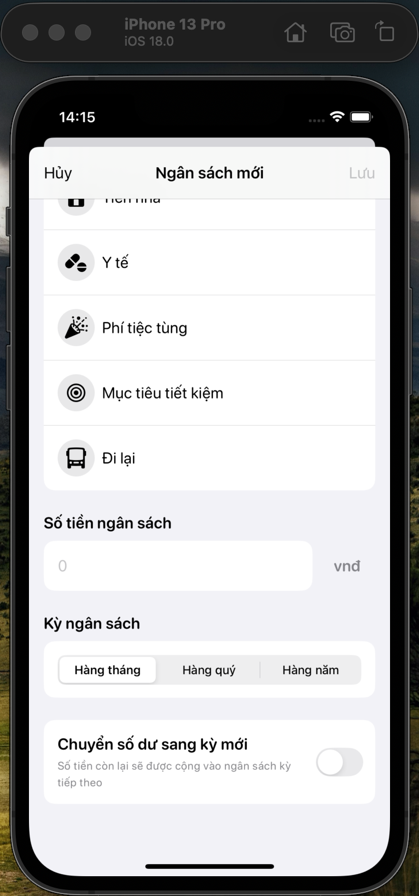 iPhone 13 Pro
iOS 18.0
14:15
Hủy
Ngân sách mới
Lưu
Tiền nhà
Y tế
Phí tiệc tùng
Mục tiêu tiết kiệm
Đi lại
Số tiền ngân sách
0
vnđ
Kỳ ngân sách
Hàng tháng
Hàng quý
Hàng năm
Chuyển số dư sang kỳ mới
Số tiền còn lại sẽ được cộng vào ngân sách kỳ
tiếp theo